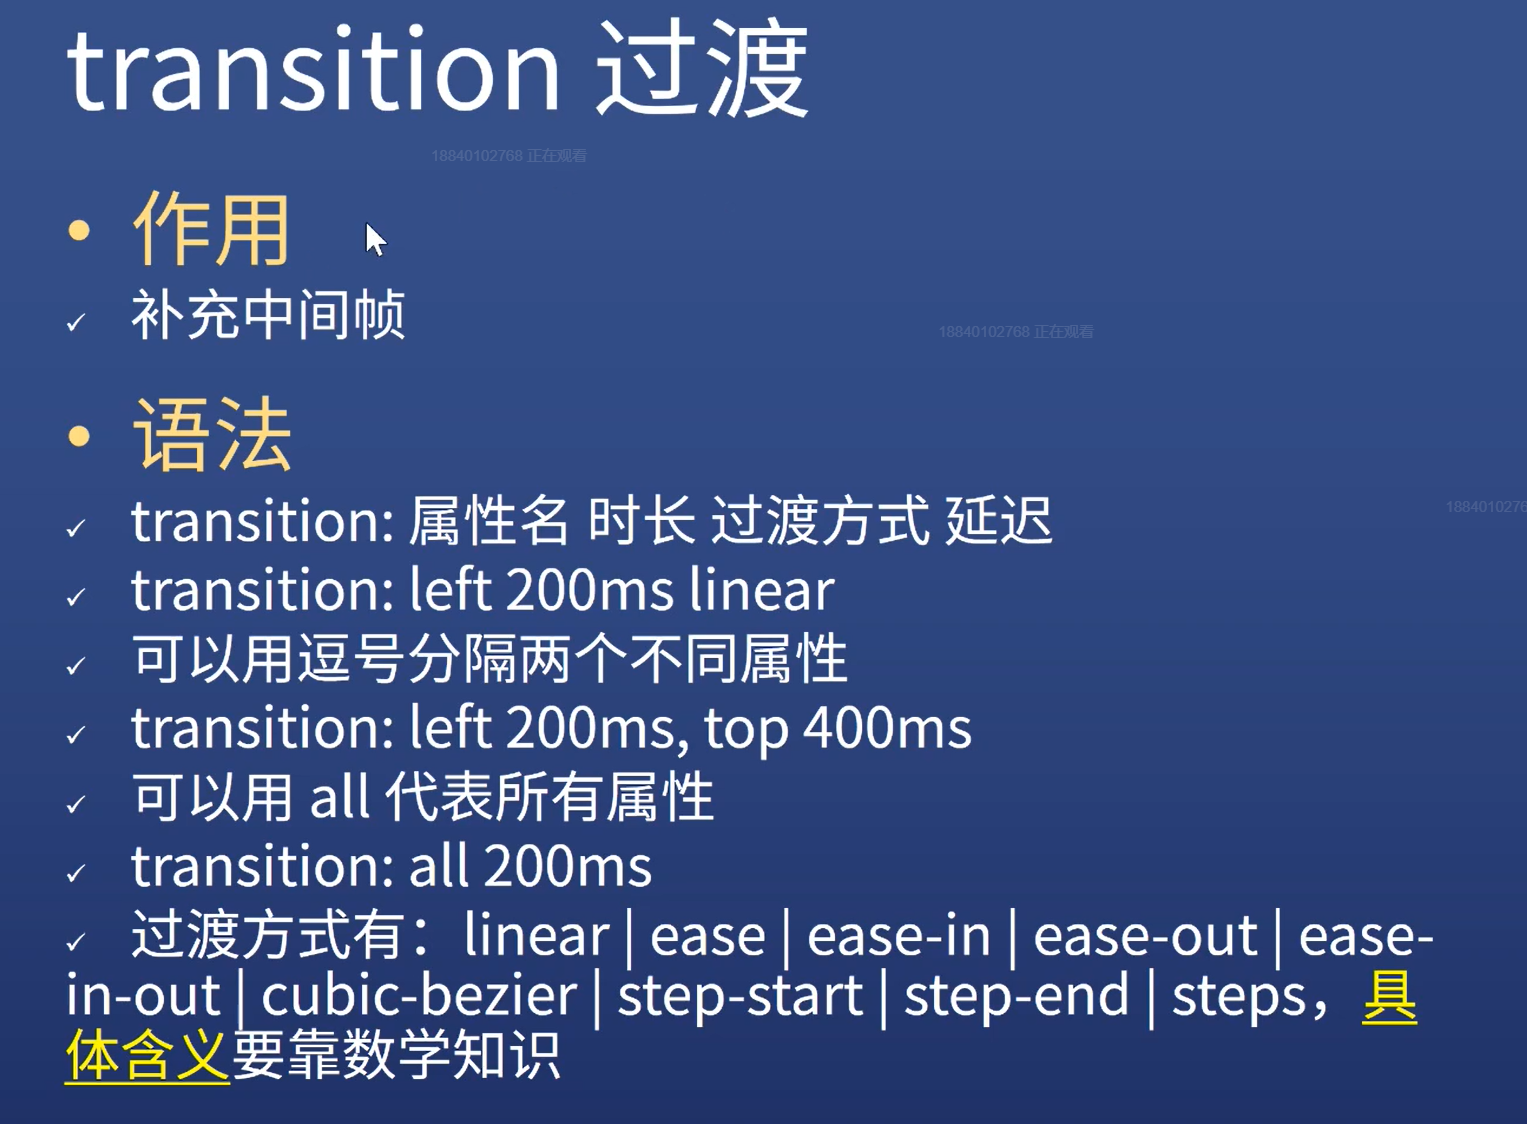 transition 过渡
18840102768 正在观看
• 作用
✓ 补充中间帧
18840102768 正在观看
• 语法
✓ transition: 属性名 时长 过渡方式 延迟
1884010276
✓ transition: left 200ms linear
✓ 可以用逗号分隔两个不同属性
✓ transition: left 200ms, top 400ms
✓ 可以用 all 代表所有属性
✓ transition: all 200ms
✓ 过渡方式有：linear | ease | ease-in | ease-out | ease-
in-out | cubic-bezier | step-start | step-end | steps，具
体含义要靠数学知识